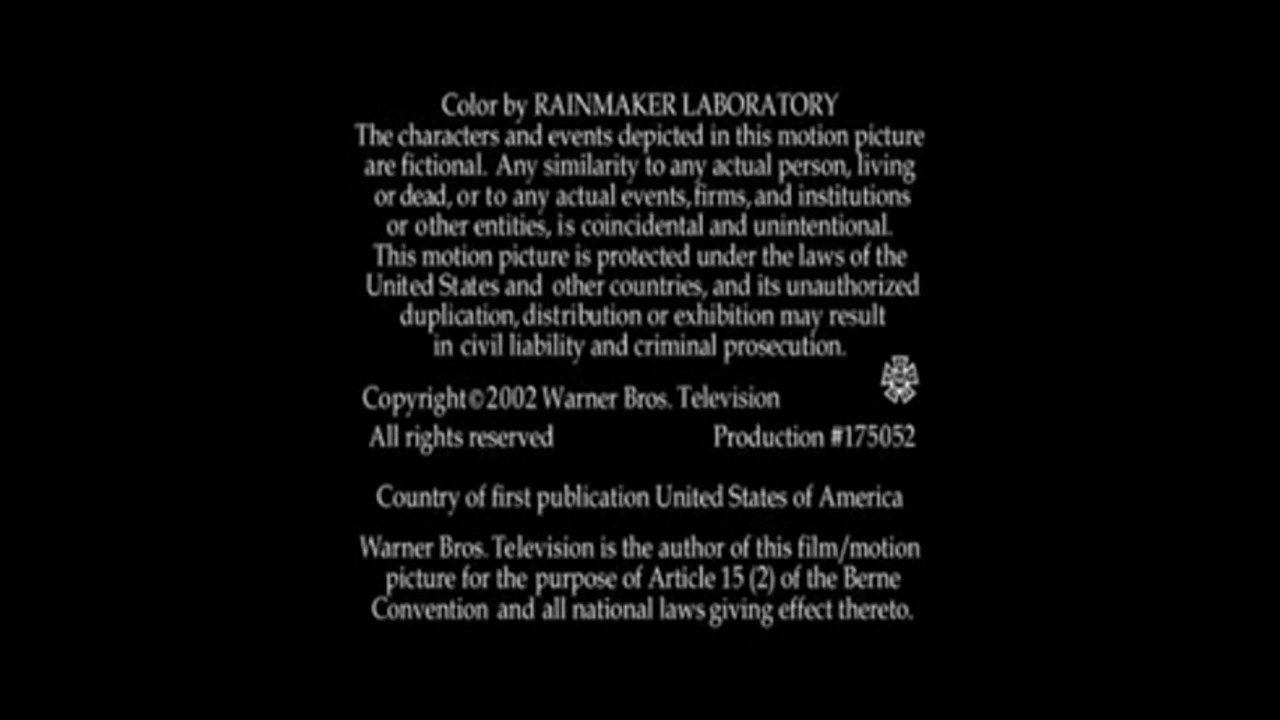 Color by RAINMAKER LABORATORY
The characters and events depicted in this motion picture
are fictional. Any similarity to any actual person, living
or dead, or to any actual events, firms, and institutions
or other entities, is coincidental and unintentional.
This motion picture is protected under the laws of the
United States and other countries, and its unauthorized
duplication, distribution or exhibition may result
in civil liability and criminal prosecution.
Copyright©2002 Warner Bros. Television
All rights reserved Production #175052
Country of first publication United States of America
Warner Bros. Television is the author of this film/motion
picture for the purpose of Article 15 (2) of the Berne
Convention and all national laws giving effect thereto.